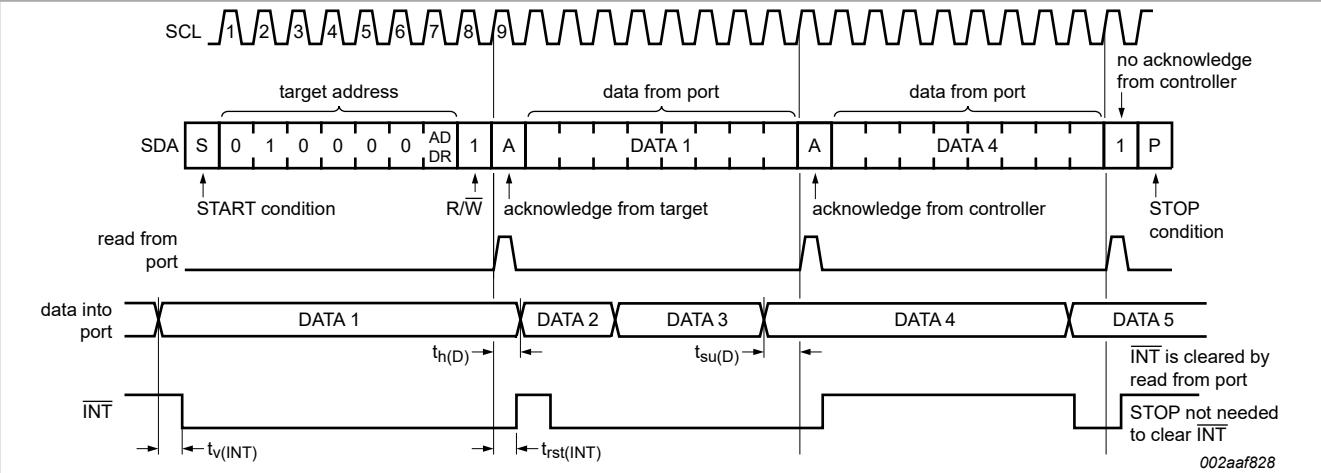 SCL 1 2 3 4 5 6 7 8 9
no acknowledge
from controller
target address data from port data from port
SDA S 0 1 0 0 0 0 AD
DR 1 A DATA 1 A DATA 4 1 P
START condition R/W̅ acknowledge from target acknowledge from controller STOP
condition
read from
port
data into
port DATA 1 DATA 2 DATA 3 DATA 4 DATA 5
th(D) tsu(D)
I̅N̅T̅ is cleared by
read from port
I̅N̅T̅
STOP not needed
to clear I̅N̅T̅
tv(INT) trst(INT)
002aaf828